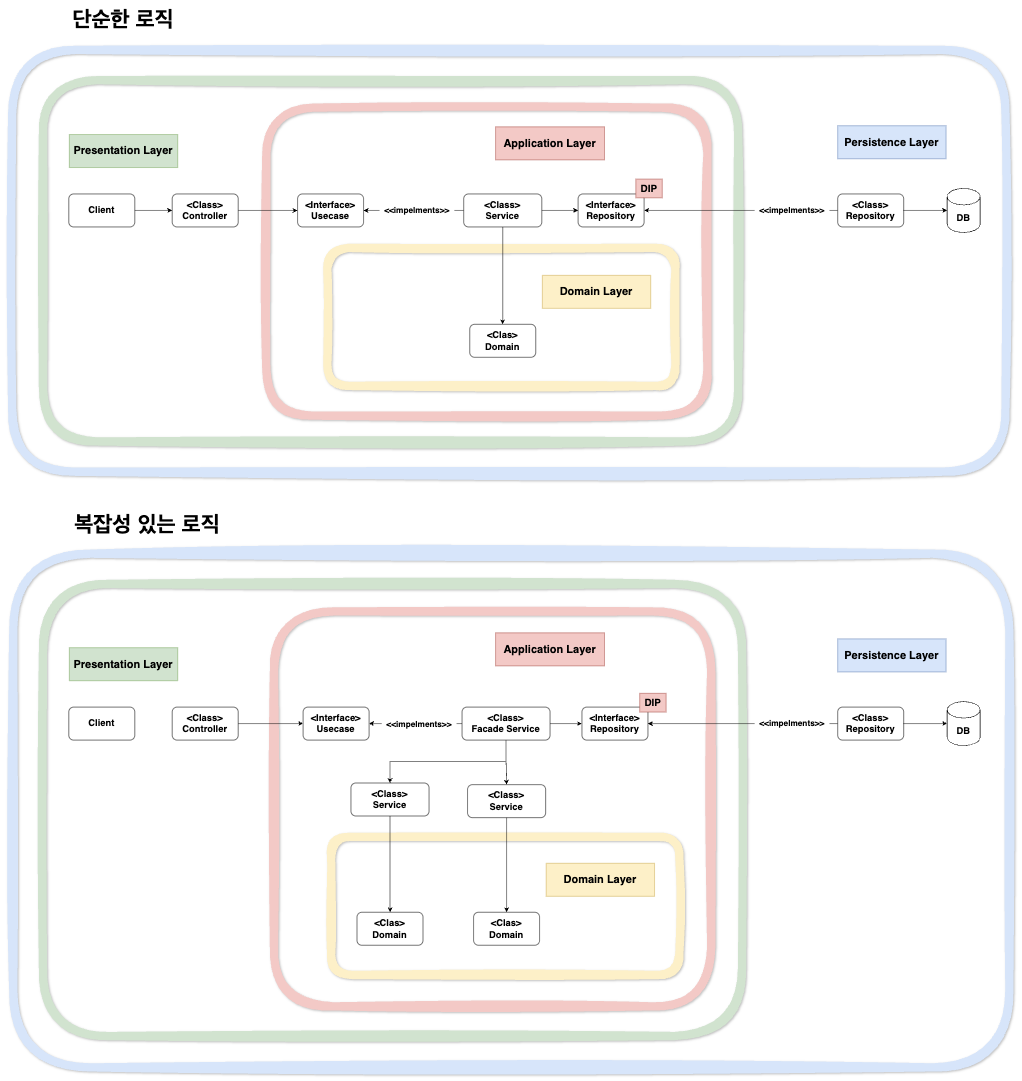 단순한 로직
Presentation Layer
Application Layer
Persistence Layer
DIP
Client
<Class>
Controller
<Interface>
Usecase
<<impelments>>
<Class>
Service
<Interface>
Repository
<<impelments>>
<Class>
Repository
DB
Domain Layer
<Clas>
Domain
복잡성 있는 로직
Presentation Layer
Application Layer
Persistence Layer
DIP
Client
<Class>
Controller
<Interface>
Usecase
<<impelments>>
<Class>
Facade Service
<Interface>
Repository
<<impelments>>
<Class>
Repository
DB
<Class>
Service
<Class>
Service
Domain Layer
<Clas>
Domain
<Clas>
Domain